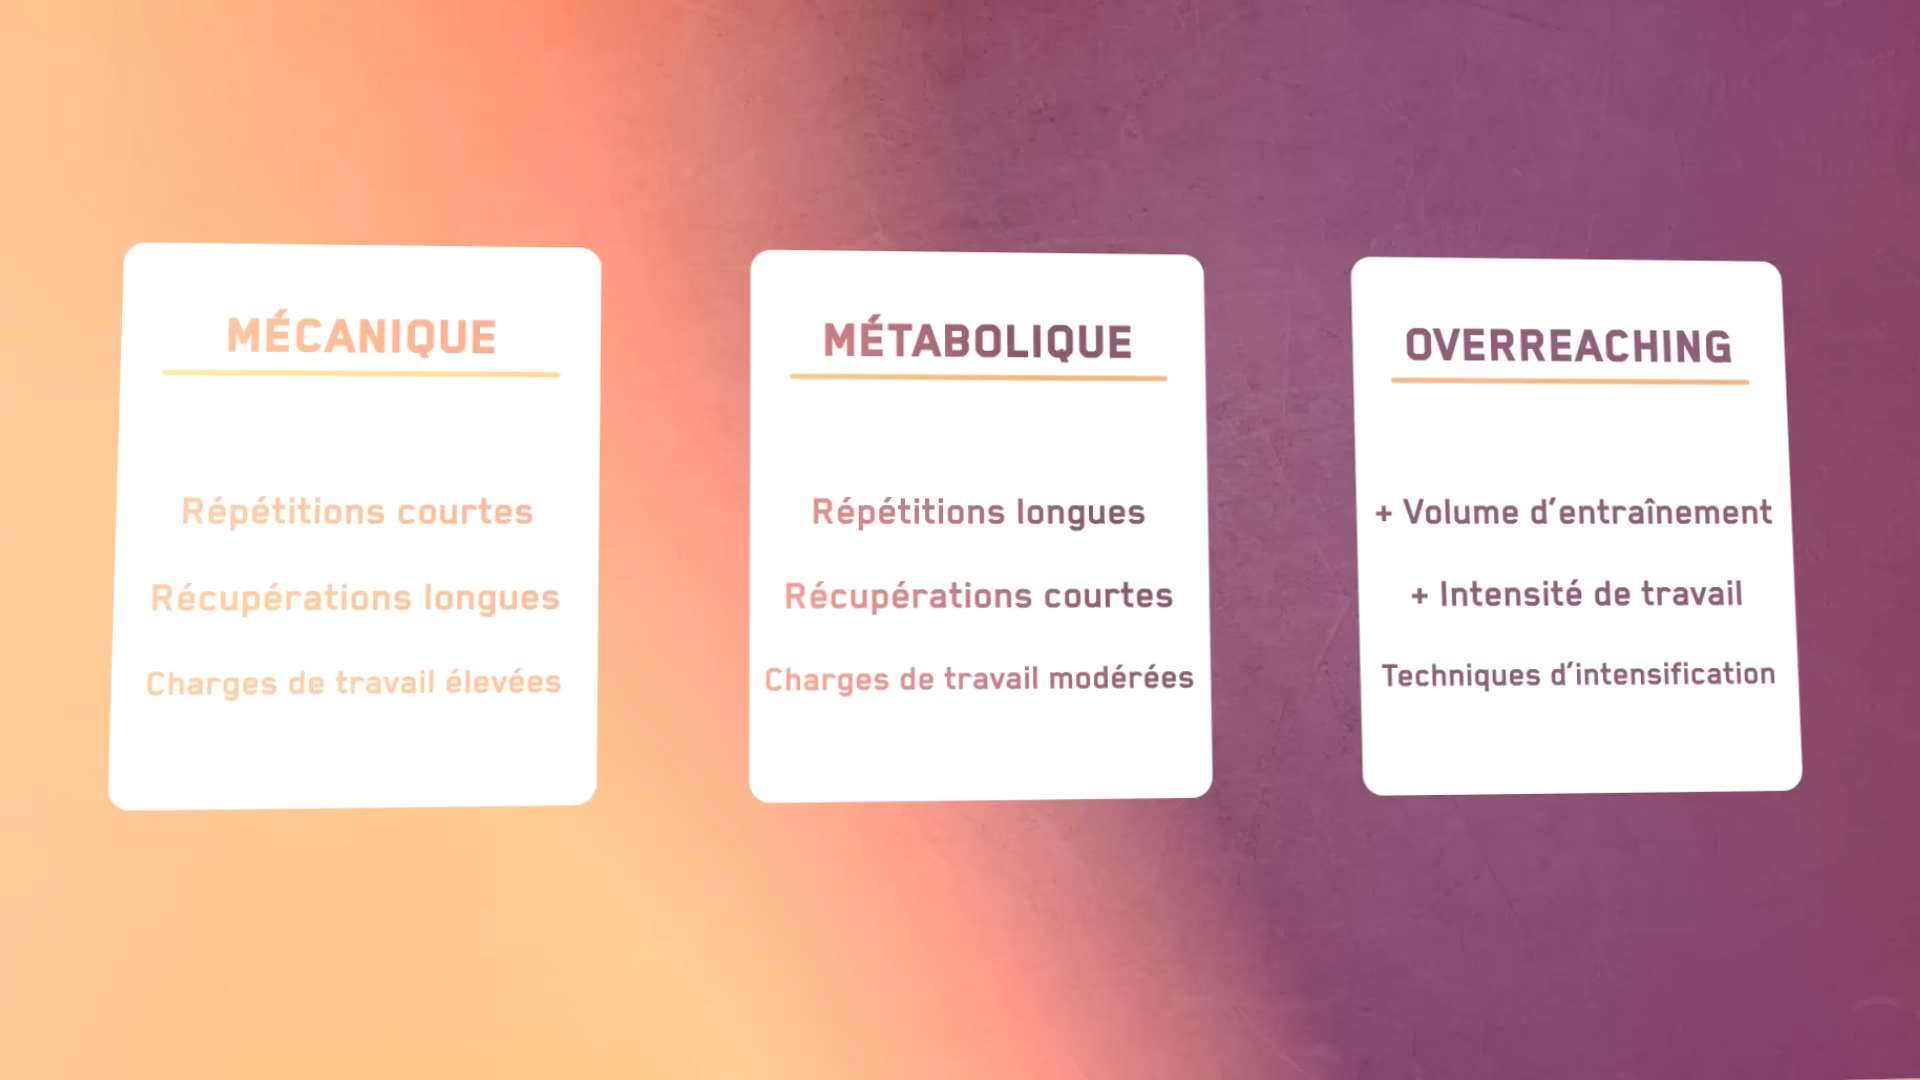 MÉCANIQUE
Répétitions courtes
Récupérations longues
Charges de travail élevées
MÉTABOLIQUE
Répétitions longues
Récupérations courtes
Charges de travail modérées
OVERREACHING
+ Volume d’entraînement
+ Intensité de travail
Techniques d’intensification